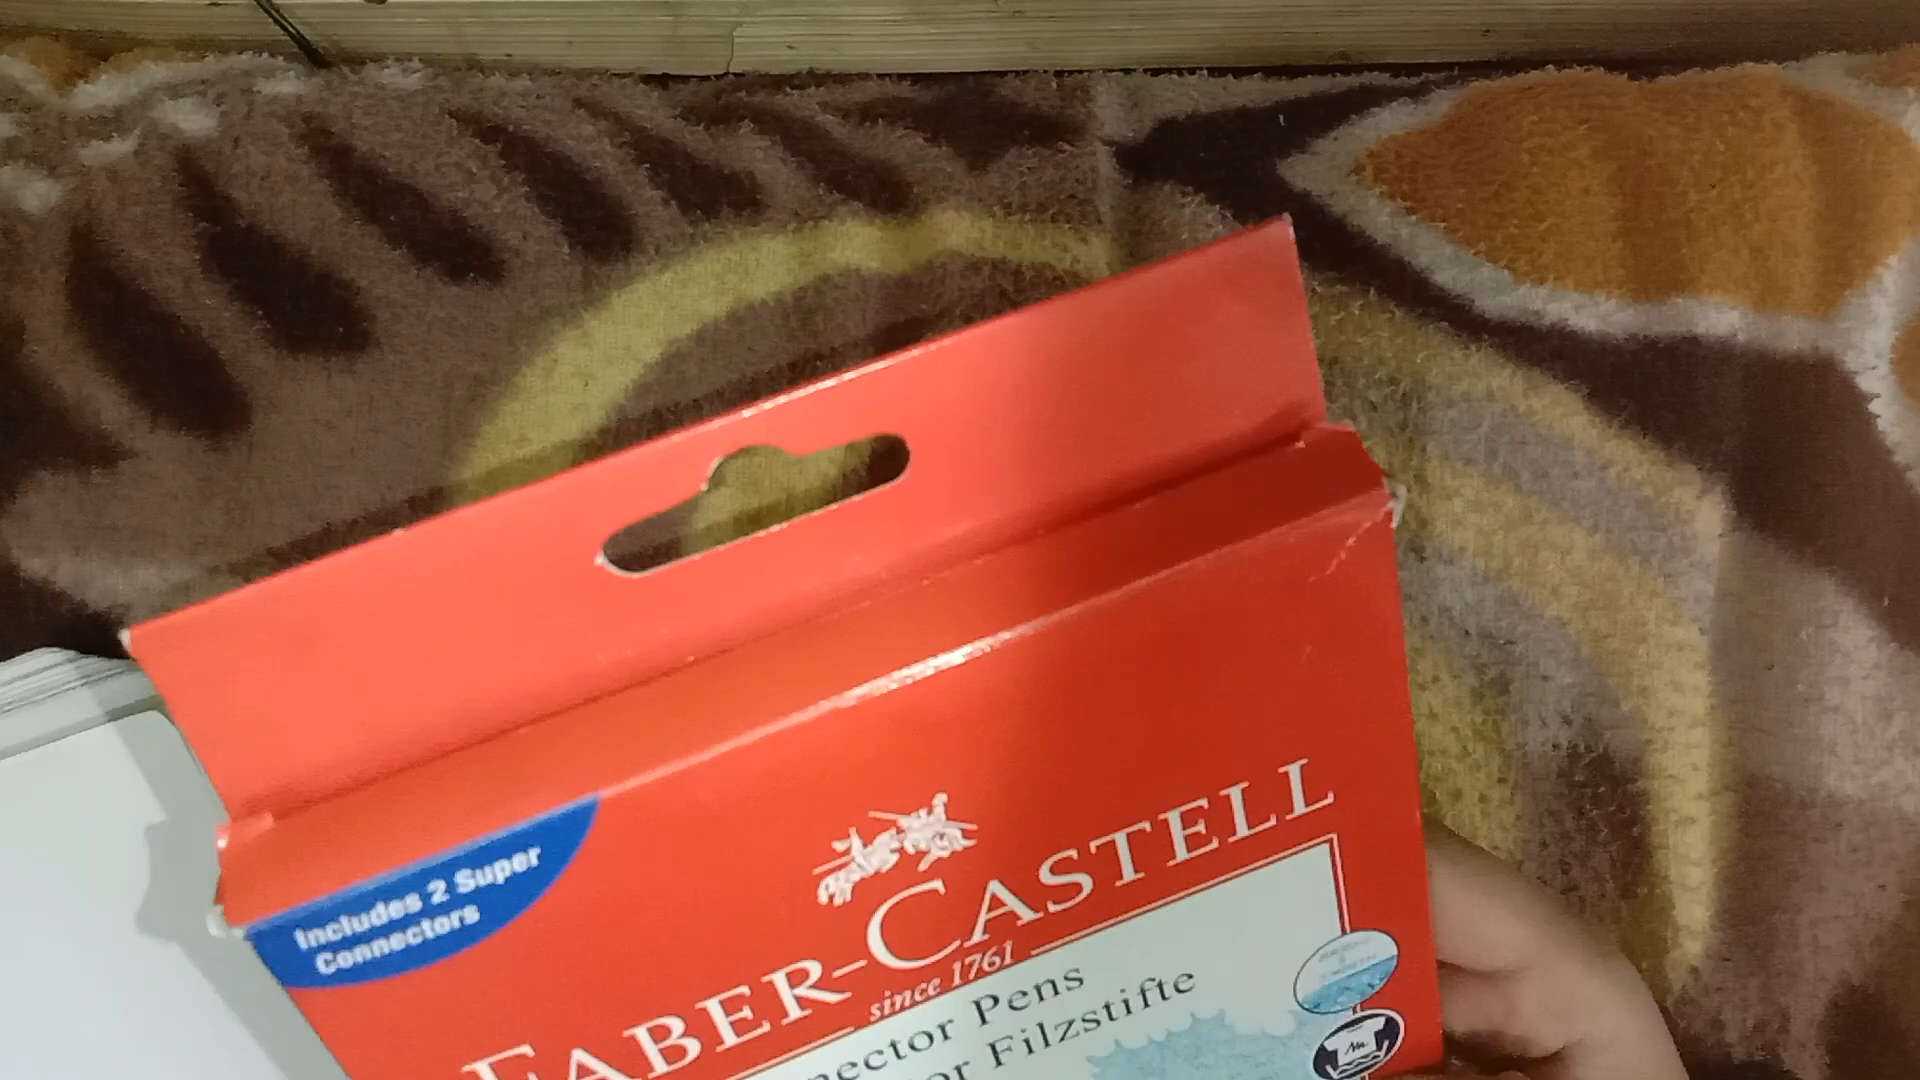 Includes 2 Super
Connectors
FABER-CASTELL
since 1761
nector Pens
or Filzstifte